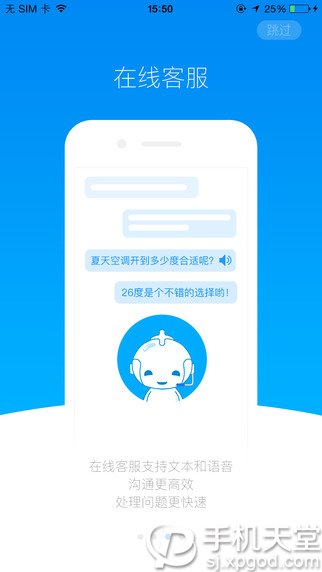 无 SIM 卡
15:50
25%
跳过
在线客服
夏天空调开到多少度合适呢？
26度是个不错的选择哟！
在线客服支持文本和语音
沟通更高效
处理问题更快速
手机天堂
sj.xpgod.com